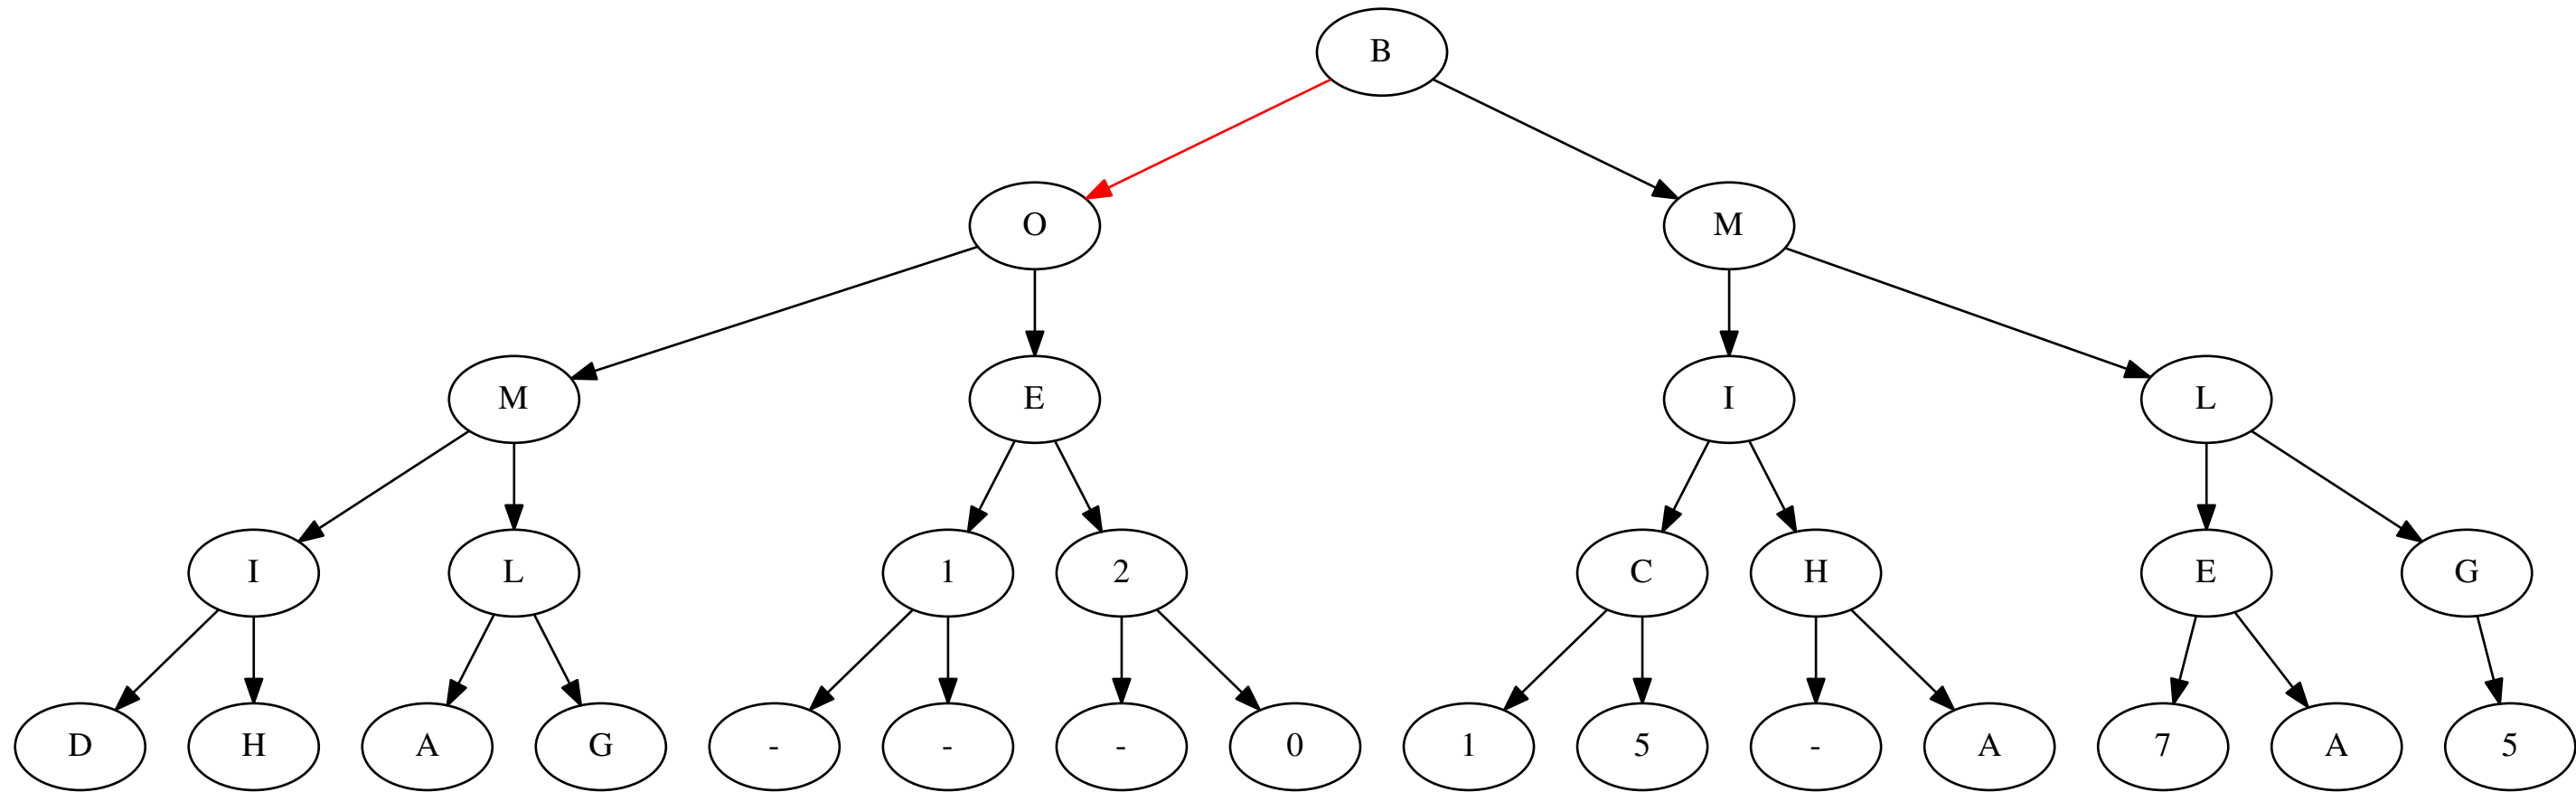 B
O M
M E I L
I L 1 2 C H E G
D H A G - - - 0 1 5 - A 7 A 5